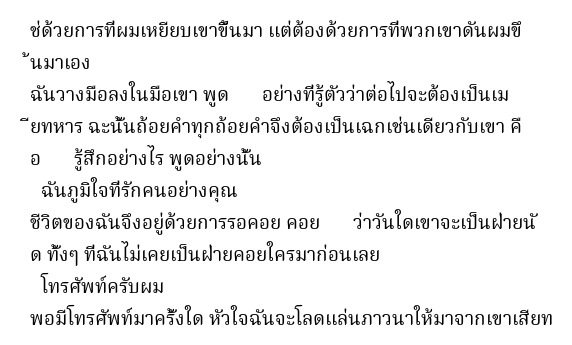 ช่ด้วยการที่ผมเหยียบเขาขึ้นมา แต่ต้องด้วยการที่พวกเขาดันผมขึ
้นมาเอง
ฉันวางมือลงในมือเขา พูด อย่างที่รู้ตัวว่าต่อไปจะต้องเป็นเม
ียทหาร ฉะนั้นถ้อยคำทุกถ้อยคำจึงต้องเป็นเฉกเช่นเดียวกับเขา คื
อ รู้สึกอย่างไร พูดอย่างนั้น
ฉันภูมิใจที่รักคนอย่างคุณ
ชีวิตของฉันจึงอยู่ด้วยการรอคอย คอย ว่าวันใดเขาจะเป็นฝ่ายนั
ด ทั้งๆ ที่ฉันไม่เคยเป็นฝ่ายคอยใครมาก่อนเลย
โทรศัพท์ครับผม
พอมีโทรศัพท์มาครั้งใด หัวใจฉันจะโลดแล่นภาวนาให้มาจากเขาเสียท